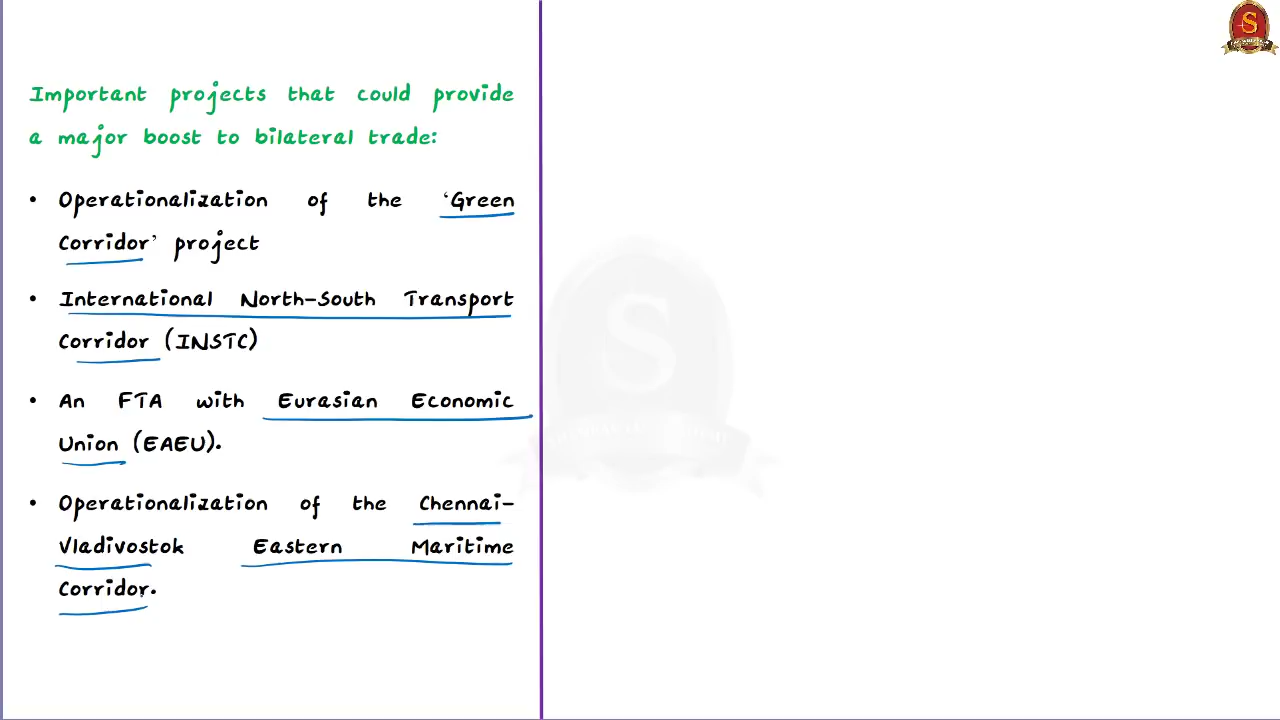 Important projects that could provide
a major boost to bilateral trade:
• Operationalization of the ‘Green
Corridor’ project
• International North-South Transport
Corridor (INSTC)
• An FTA with Eurasian Economic
Union (EAEU).
• Operationalization of the Chennai-
Vladivostok Eastern Maritime
Corridor.
S